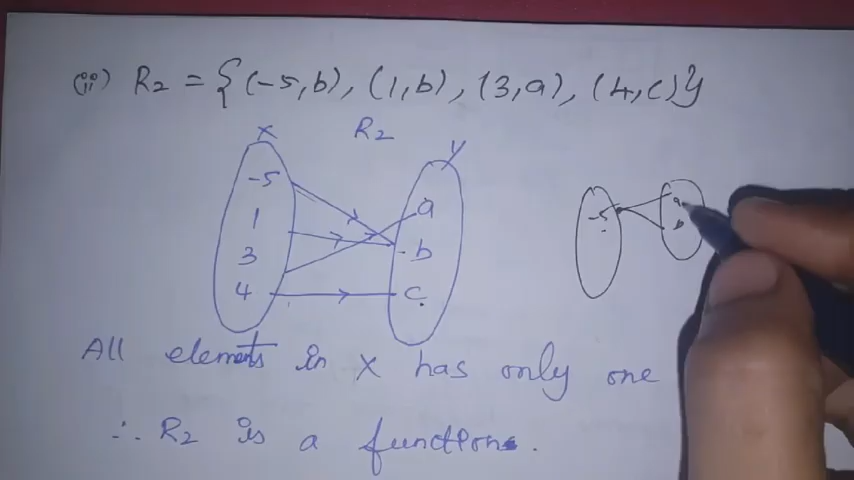 (ii) R2 = {(-5, b), (1, b), (3, a), (4, c)}
X R2 Y
-5 a
1 b
3 c
4
-5 a
b
All elements in X has only one
∴ R2 is a function.